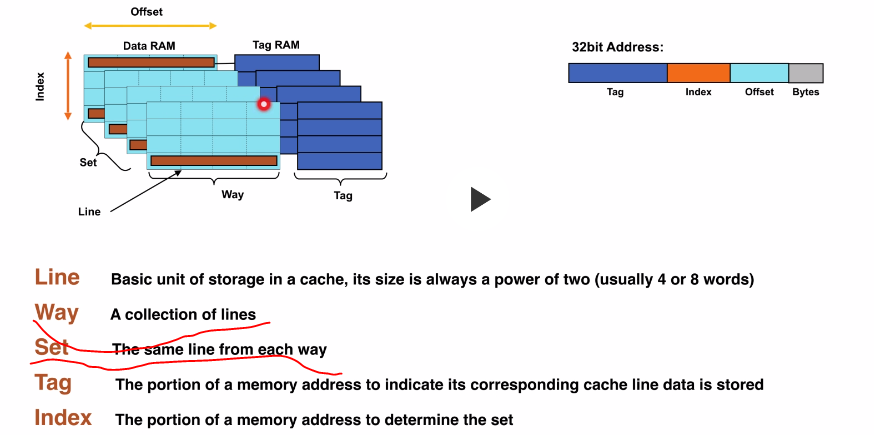 Offset
Data RAM
Tag RAM
Index
Set
Way
Tag
Line
32bit Address:
Tag Index Offset Bytes
Line Basic unit of storage in a cache, its size is always a power of two (usually 4 or 8 words)
Way A collection of lines
Set The same line from each way
Tag The portion of a memory address to indicate its corresponding cache line data is stored
Index The portion of a memory address to determine the set